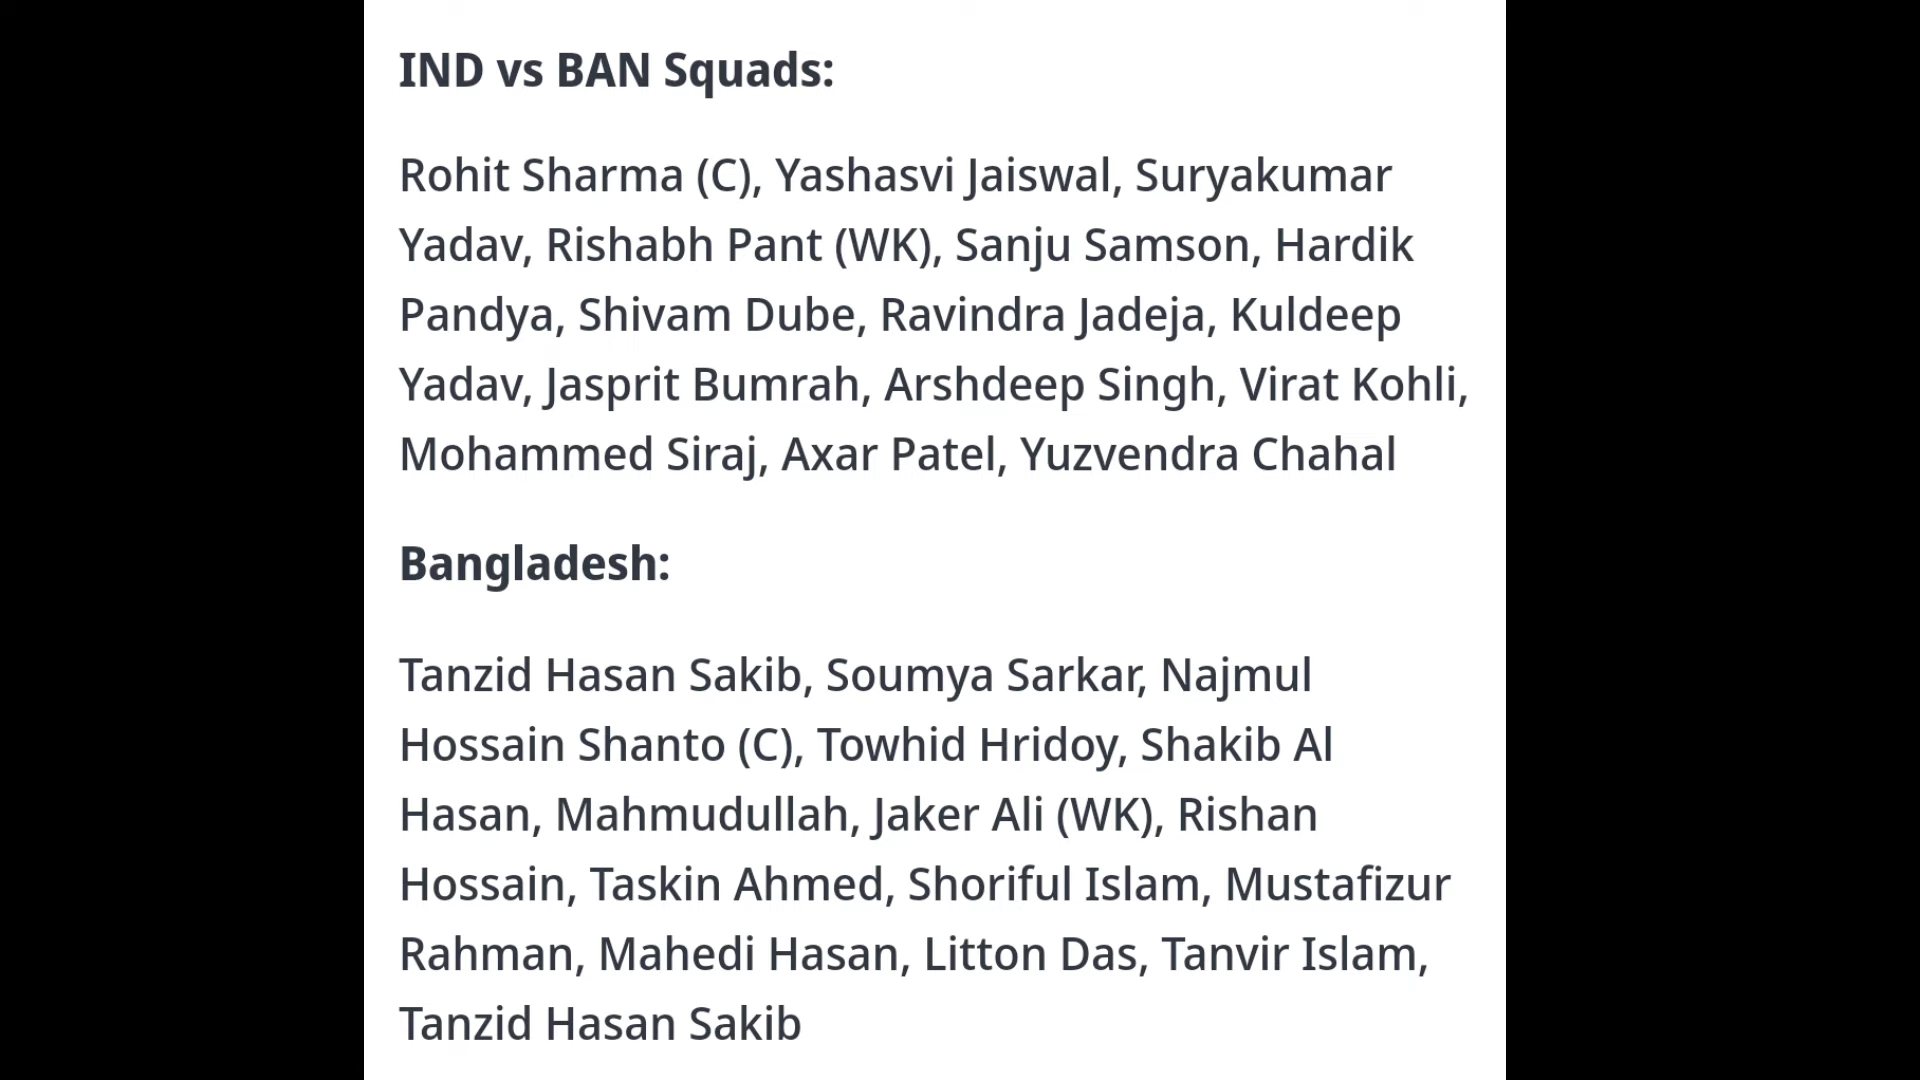 IND vs BAN Squads:
Rohit Sharma (C), Yashasvi Jaiswal, Suryakumar
Yadav, Rishabh Pant (WK), Sanju Samson, Hardik
Pandya, Shivam Dube, Ravindra Jadeja, Kuldeep
Yadav, Jasprit Bumrah, Arshdeep Singh, Virat Kohli,
Mohammed Siraj, Axar Patel, Yuzvendra Chahal
Bangladesh:
Tanzid Hasan Sakib, Soumya Sarkar, Najmul
Hossain Shanto (C), Towhid Hridoy, Shakib Al
Hasan, Mahmudullah, Jaker Ali (WK), Rishan
Hossain, Taskin Ahmed, Shoriful Islam, Mustafizur
Rahman, Mahedi Hasan, Litton Das, Tanvir Islam,
Tanzid Hasan Sakib